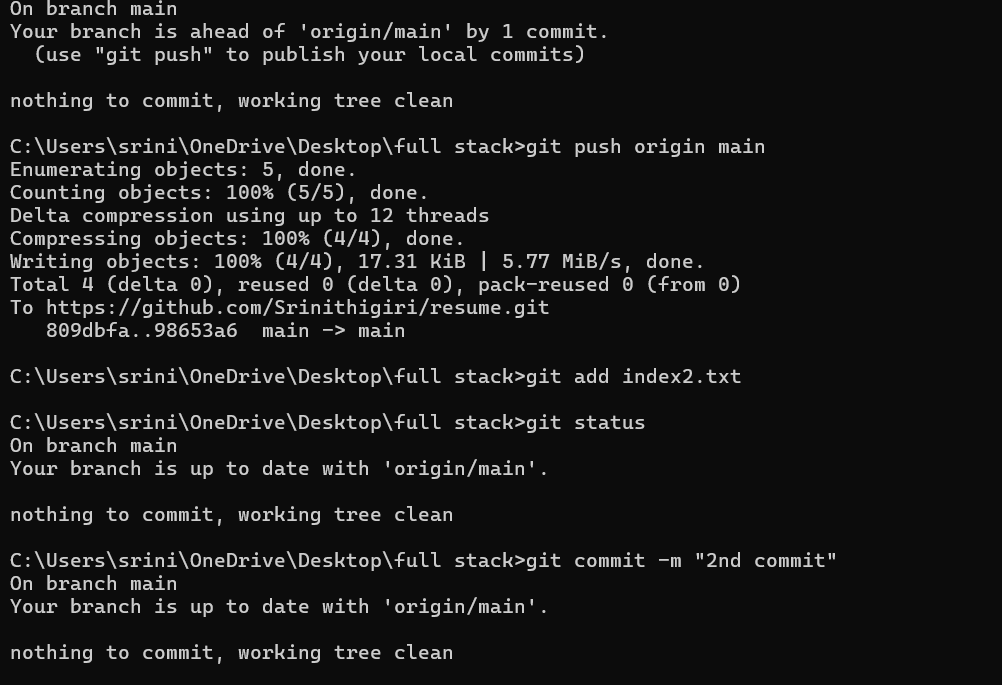 On branch main
Your branch is ahead of 'origin/main' by 1 commit.
  (use "git push" to publish your local commits)

nothing to commit, working tree clean

C:\Users\srini\OneDrive\Desktop\full stack>git push origin main
Enumerating objects: 5, done.
Counting objects: 100% (5/5), done.
Delta compression using up to 12 threads
Compressing objects: 100% (4/4), done.
Writing objects: 100% (4/4), 17.31 KiB | 5.77 MiB/s, done.
Total 4 (delta 0), reused 0 (delta 0), pack-reused 0 (from 0)
To https://github.com/Srinithigiri/resume.git
   809dbfa..98653a6  main -> main

C:\Users\srini\OneDrive\Desktop\full stack>git add index2.txt

C:\Users\srini\OneDrive\Desktop\full stack>git status
On branch main
Your branch is up to date with 'origin/main'.

nothing to commit, working tree clean

C:\Users\srini\OneDrive\Desktop\full stack>git commit -m "2nd commit"
On branch main
Your branch is up to date with 'origin/main'.

nothing to commit, working tree clean